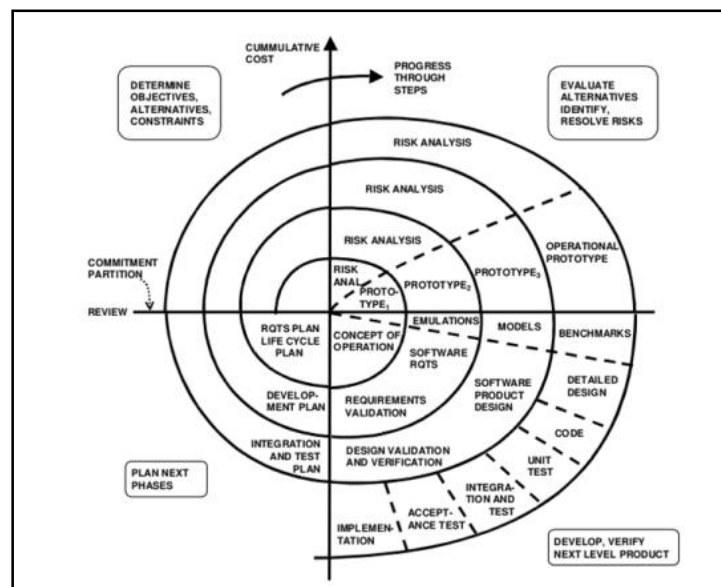 CUMMULATIVE
COST
PROGRESS
THROUGH
STEPS
DETERMINE
OBJECTIVES,
ALTERNATIVES,
CONSTRAINTS
EVALUATE
ALTERNATIVES
IDENTIFY,
RESOLVE RISKS
RISK ANALYSIS
RISK ANALYSIS
RISK ANALYSIS
RISK
ANAL.
COMMITMENT
PARTITION
REVIEW
PROTO-
TYPE1
PROTOTYPE2
PROTOTYPE3
OPERATIONAL
PROTOTYPE
EMULATIONS
MODELS
BENCHMARKS
RQTS PLAN
LIFE CYCLE
PLAN
CONCEPT OF
OPERATION
SOFTWARE
RQTS
SOFTWARE
PRODUCT
DESIGN
DETAILED
DESIGN
DEVELOP-
MENT PLAN
REQUIREMENTS
VALIDATION
CODE
INTEGRATION
AND TEST
PLAN
DESIGN VALIDATION
AND VERIFICATION
UNIT
TEST
PLAN NEXT
PHASES
INTEGRA-
TION AND
TEST
ACCEPT-
ANCE TEST
IMPLEMEN-
TATION
DEVELOP, VERIFY
NEXT LEVEL PRODUCT